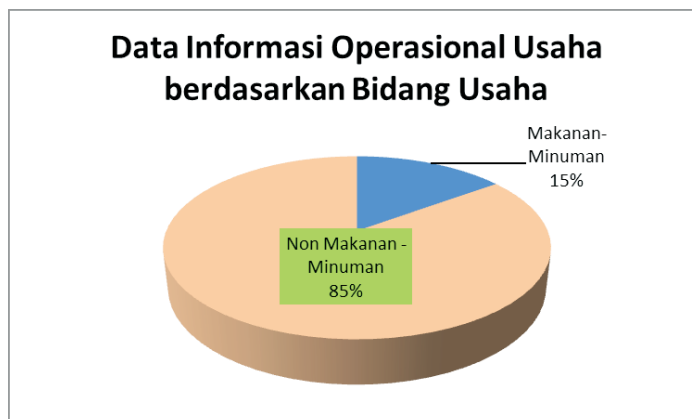 Data Informasi Operasional Usaha
berdasarkan Bidang Usaha
Makanan-
Minuman
15%
Non Makanan -
Minuman
85%